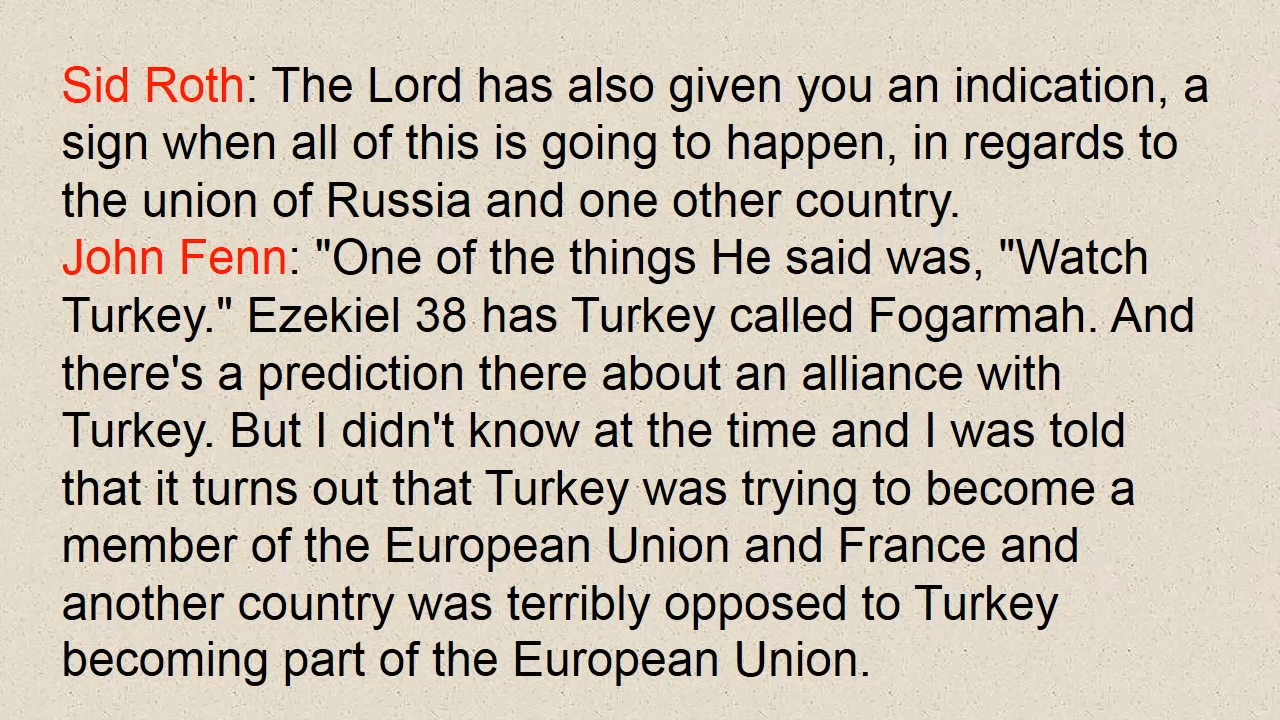 Sid Roth: The Lord has also given you an indication, a
sign when all of this is going to happen, in regards to
the union of Russia and one other country.
John Fenn: "One of the things He said was, "Watch
Turkey." Ezekiel 38 has Turkey called Fogarmah. And
there's a prediction there about an alliance with
Turkey. But I didn't know at the time and I was told
that it turns out that Turkey was trying to become a
member of the European Union and France and
another country was terribly opposed to Turkey
becoming part of the European Union.